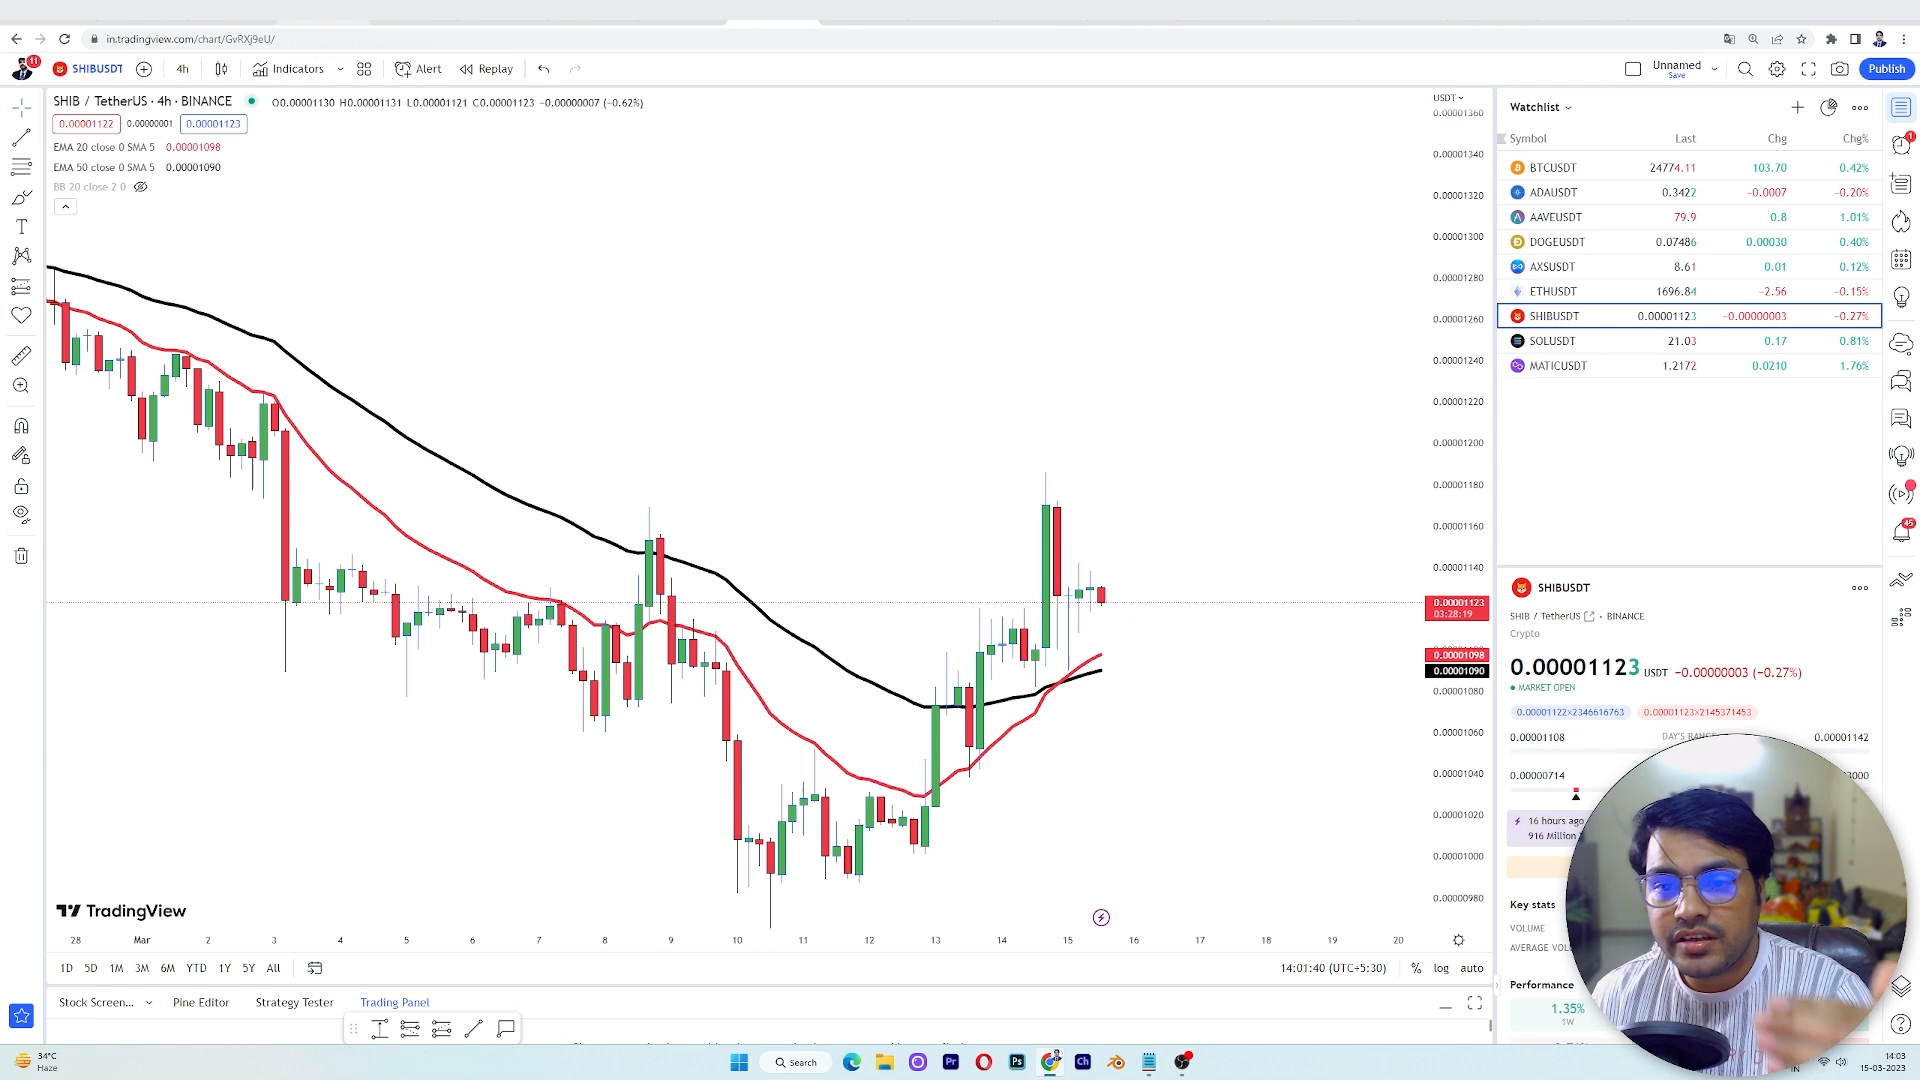 in.tradingview.com/chart/GvRXj9eU/
11
SHIBUSDT
4h
Indicators
Alert
Replay
Unnamed
Save
Publish
SHIB / TetherUS · 4h · BINANCE
O0.00001130 H0.00001131 L0.00001121 C0.00001123 −0.00000007 (−0.62%)
0.00001122
0.00000001
0.00001123
EMA 20 close 0 SMA 5 0.00001098
EMA 50 close 0 SMA 5 0.00001090
BB 20 close 2 0
USDT
0.00001360
0.00001340
0.00001320
0.00001300
0.00001280
0.00001260
0.00001240
0.00001220
0.00001200
0.00001180
0.00001160
0.00001140
0.00001123
03:28:19
0.00001098
0.00001090
0.00001080
0.00001060
0.00001040
0.00001020
0.00001000
0.00000980
TradingView
28 Mar 2 3 4 5 6 7 8 9 10 11 12 13 14 15 16 17 18 19 20
1D 5D 1M 3M 6M YTD 1Y 5Y All
14:01:40 (UTC+5:30) % log auto
Stock Screen... Pine Editor Strategy Tester Trading Panel
Watchlist
Symbol Last Chg Chg%
BTCUSDT 24774.11 103.70 0.42%
ADAUSDT 0.3422 −0.0007 −0.20%
AAVEUSDT 79.9 0.8 1.01%
DOGEUSDT 0.07486 0.00030 0.40%
AXSUSDT 8.61 0.01 0.12%
ETHUSDT 1696.84 −2.56 −0.15%
SHIBUSDT 0.00001123 −0.00000003 −0.27%
SOLUSDT 21.03 0.17 0.81%
MATICUSDT 1.2172 0.0210 1.76%
SHIBUSDT
SHIB / TetherUS · BINANCE
Crypto
0.00001123 USDT −0.00000003 (−0.27%)
MARKET OPEN
0.00001122×2346616763 0.00001123×2145371453
0.00001108 DAY'S RANGE 0.00001142
0.00000714
16 hours ago
916 Million
Key stats
VOLUME
AVERAGE VOL
Performance
1.35%
1W
1
45
34°C
Haze
Search
Pr
Ps
Ch
IN
14:03
15-03-2023